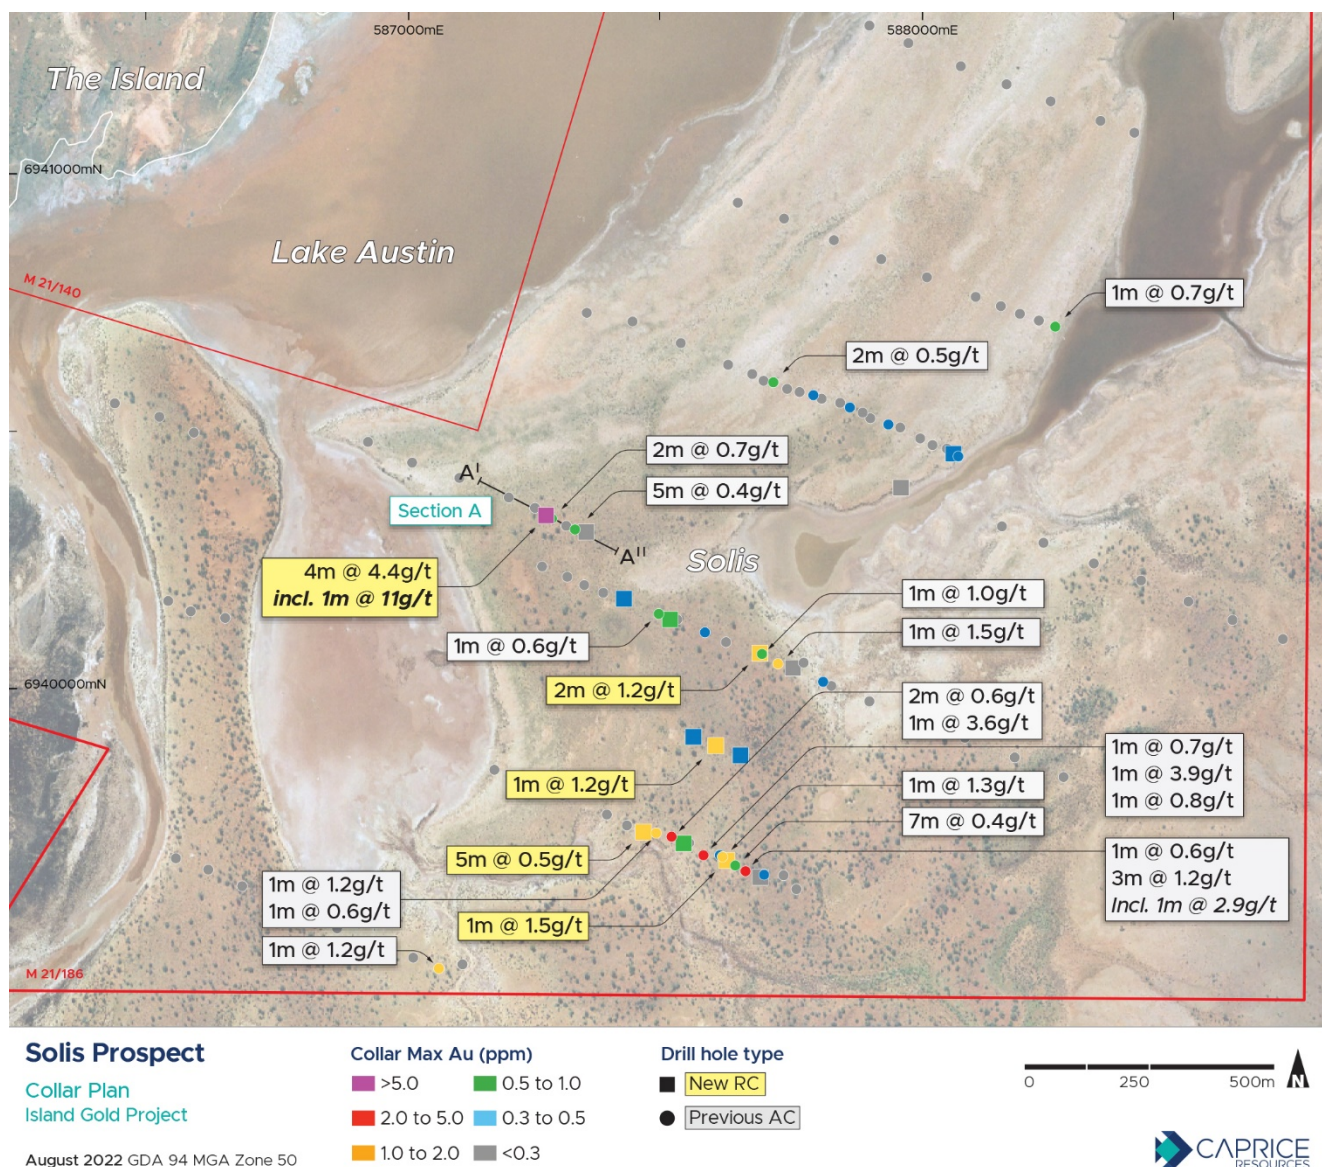 587000mE
588000mE
The Island
6941000mN
Lake Austin
M 21/140
1m @ 0.7g/t
2m @ 0.5g/t
2m @ 0.7g/t
A'
5m @ 0.4g/t
Section A
A''
Solis
4m @ 4.4g/t
incl. 1m @ 11g/t
1m @ 1.0g/t
1m @ 1.5g/t
1m @ 0.6g/t
6940000mN
2m @ 1.2g/t
2m @ 0.6g/t
1m @ 3.6g/t
1m @ 0.7g/t
1m @ 3.9g/t
1m @ 0.8g/t
1m @ 1.2g/t
1m @ 1.3g/t
7m @ 0.4g/t
5m @ 0.5g/t
1m @ 0.6g/t
3m @ 1.2g/t
Incl. 1m @ 2.9g/t
1m @ 1.2g/t
1m @ 0.6g/t
1m @ 1.5g/t
1m @ 1.2g/t
M 21/186
Solis Prospect
Collar Plan
Island Gold Project
August 2022 GDA 94 MGA Zone 50
Collar Max Au (ppm)
>5.0
0.5 to 1.0
2.0 to 5.0
0.3 to 0.5
1.0 to 2.0
<0.3
Drill hole type
New RC
Previous AC
0 250 500m
N
CAPRICE
RESOURCES